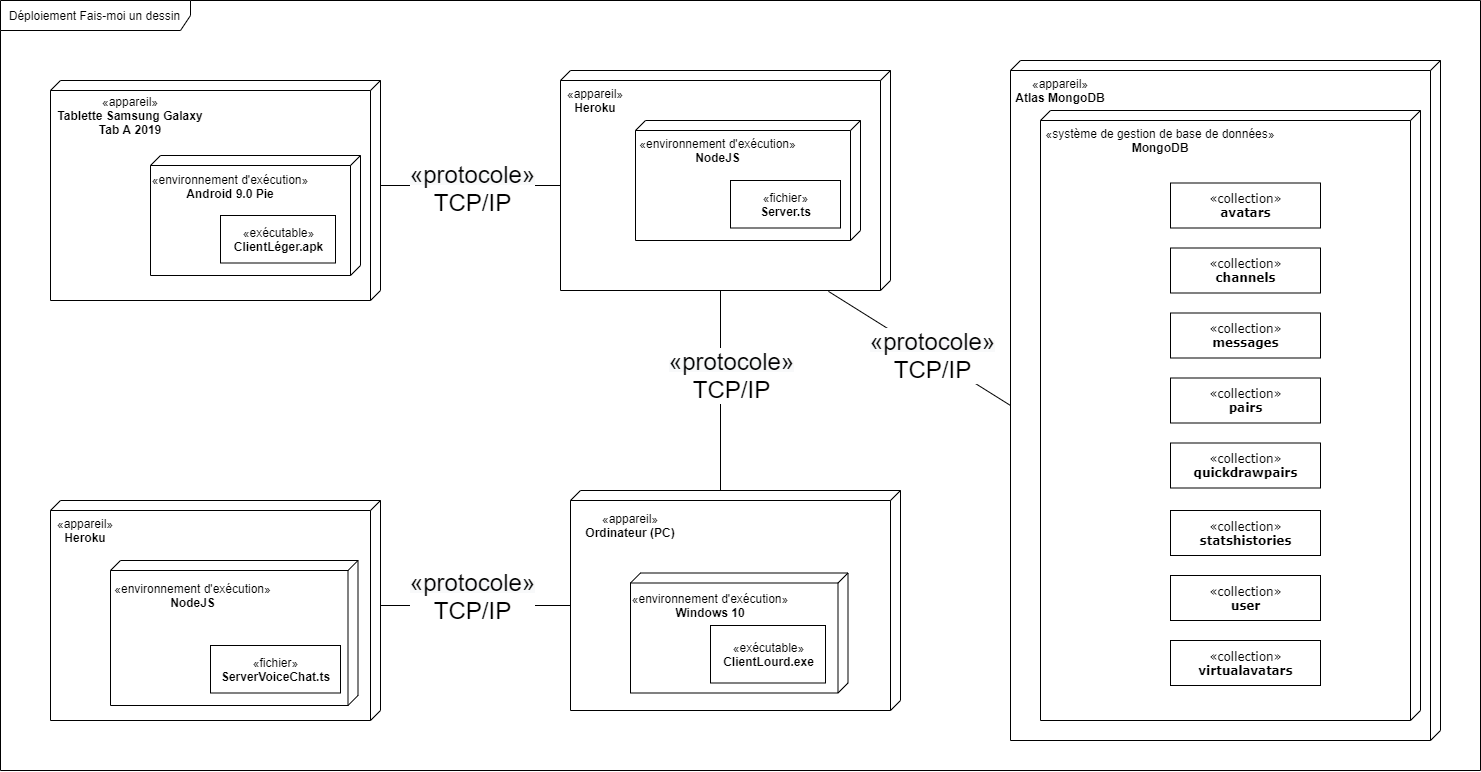 Déploiement Fais-moi un dessin
«appareil»
Tablette Samsung Galaxy
Tab A 2019
«environnement d'exécution»
Android 9.0 Pie
«exécutable»
ClientLéger.apk
«protocole»
TCP/IP
«appareil»
Heroku
«environnement d'exécution»
NodeJS
«fichier»
Server.ts
«protocole»
TCP/IP
«protocole»
TCP/IP
«appareil»
Atlas MongoDB
«système de gestion de base de données»
MongoDB
«collection»
avatars
«collection»
channels
«collection»
messages
«collection»
pairs
«collection»
quickdrawpairs
«collection»
statshistories
«collection»
user
«collection»
virtualavatars
«appareil»
Heroku
«environnement d'exécution»
NodeJS
«fichier»
ServerVoiceChat.ts
«protocole»
TCP/IP
«appareil»
Ordinateur (PC)
«environnement d'exécution»
Windows 10
«exécutable»
ClientLourd.exe